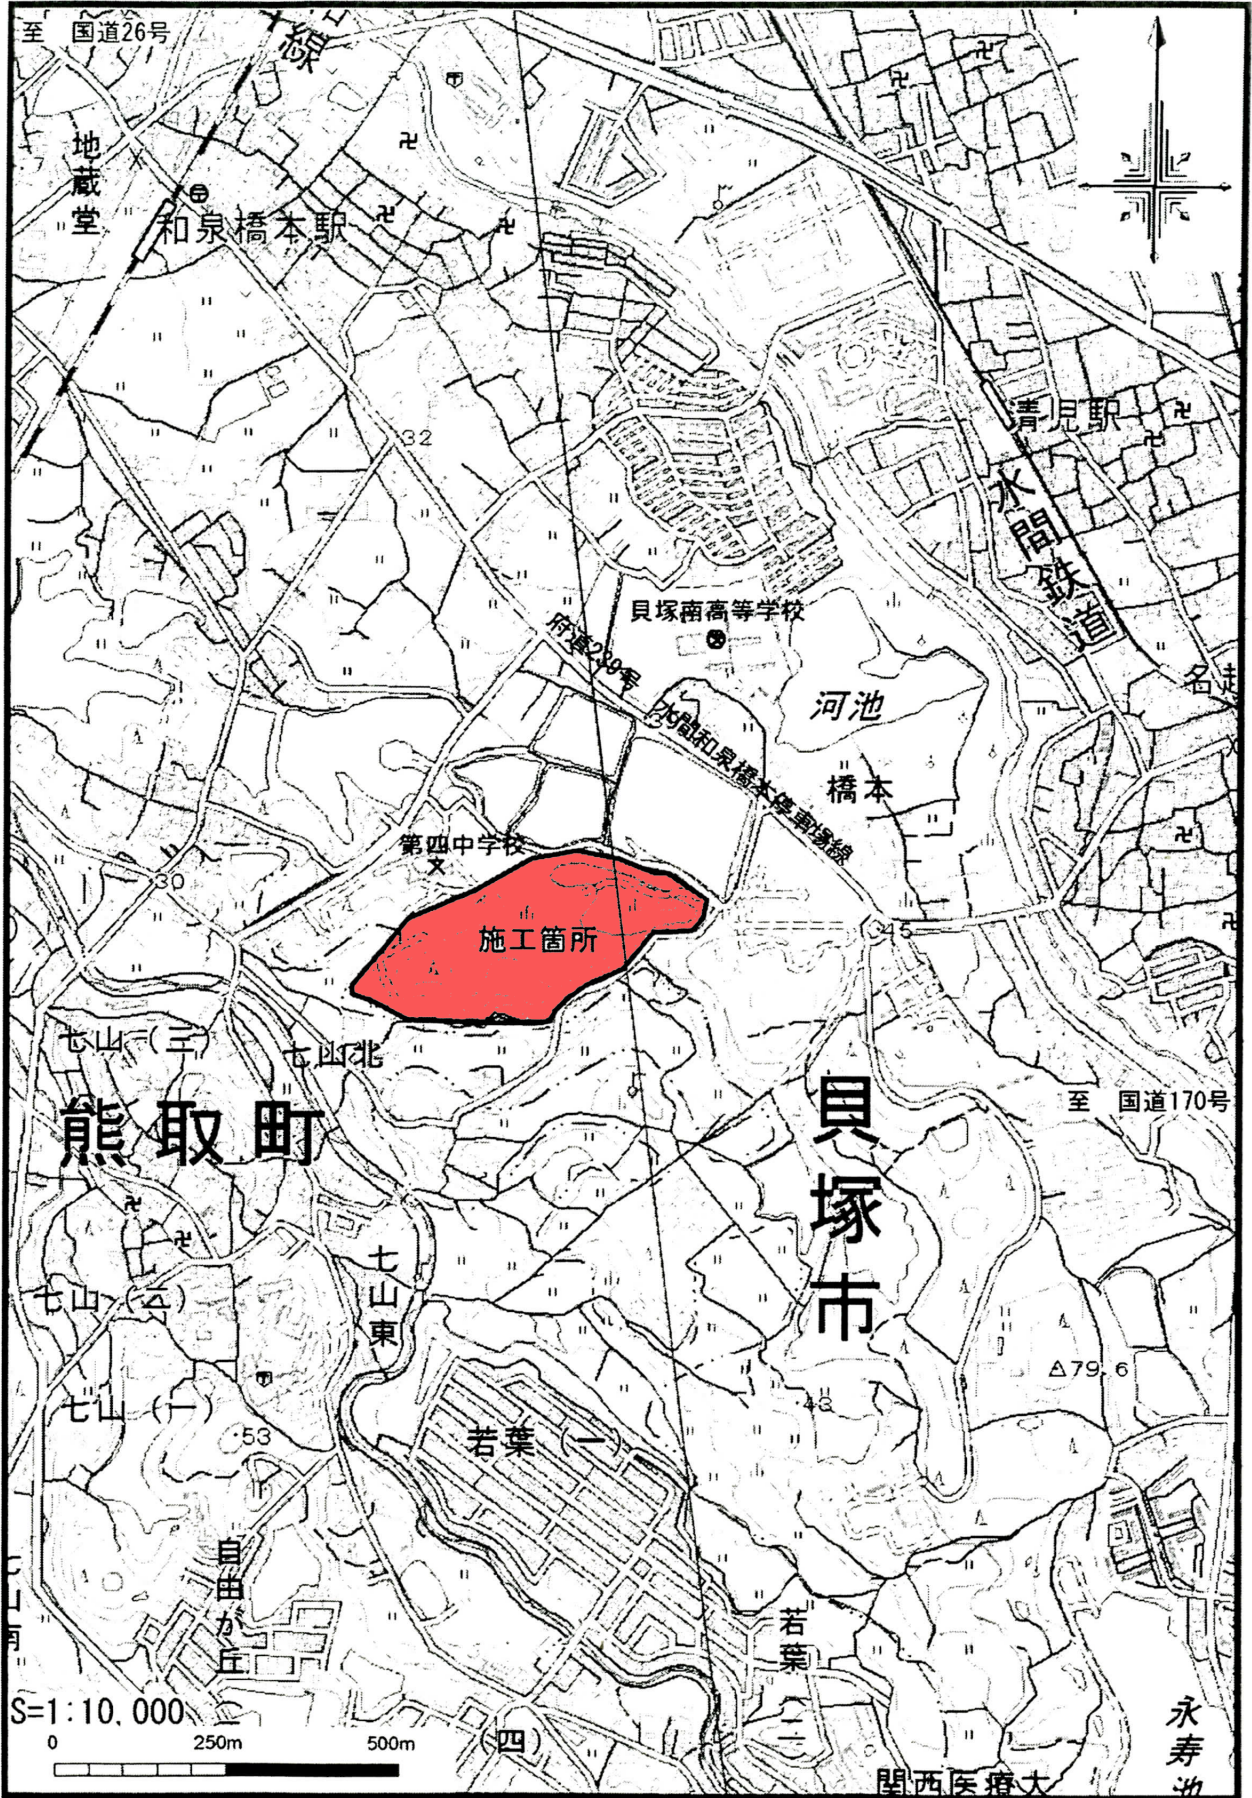 至 国道26号
線
地蔵堂
和泉橋本駅
32
清児駅
水間鉄道
貝塚南高等学校
府道239号
水間和泉橋本停車場線
河池
名越
橋本
第四中学校
30
施工箇所
45
七山(三)
七山北
熊取町
貝塚市
至 国道170号
七山(二)
七山東
七山(一)
79.6
43
53
若葉(一)
自由が丘
七山南
若葉
二
S=1:10,000
0 250m 500m
(四)
関西医療大
永寿池